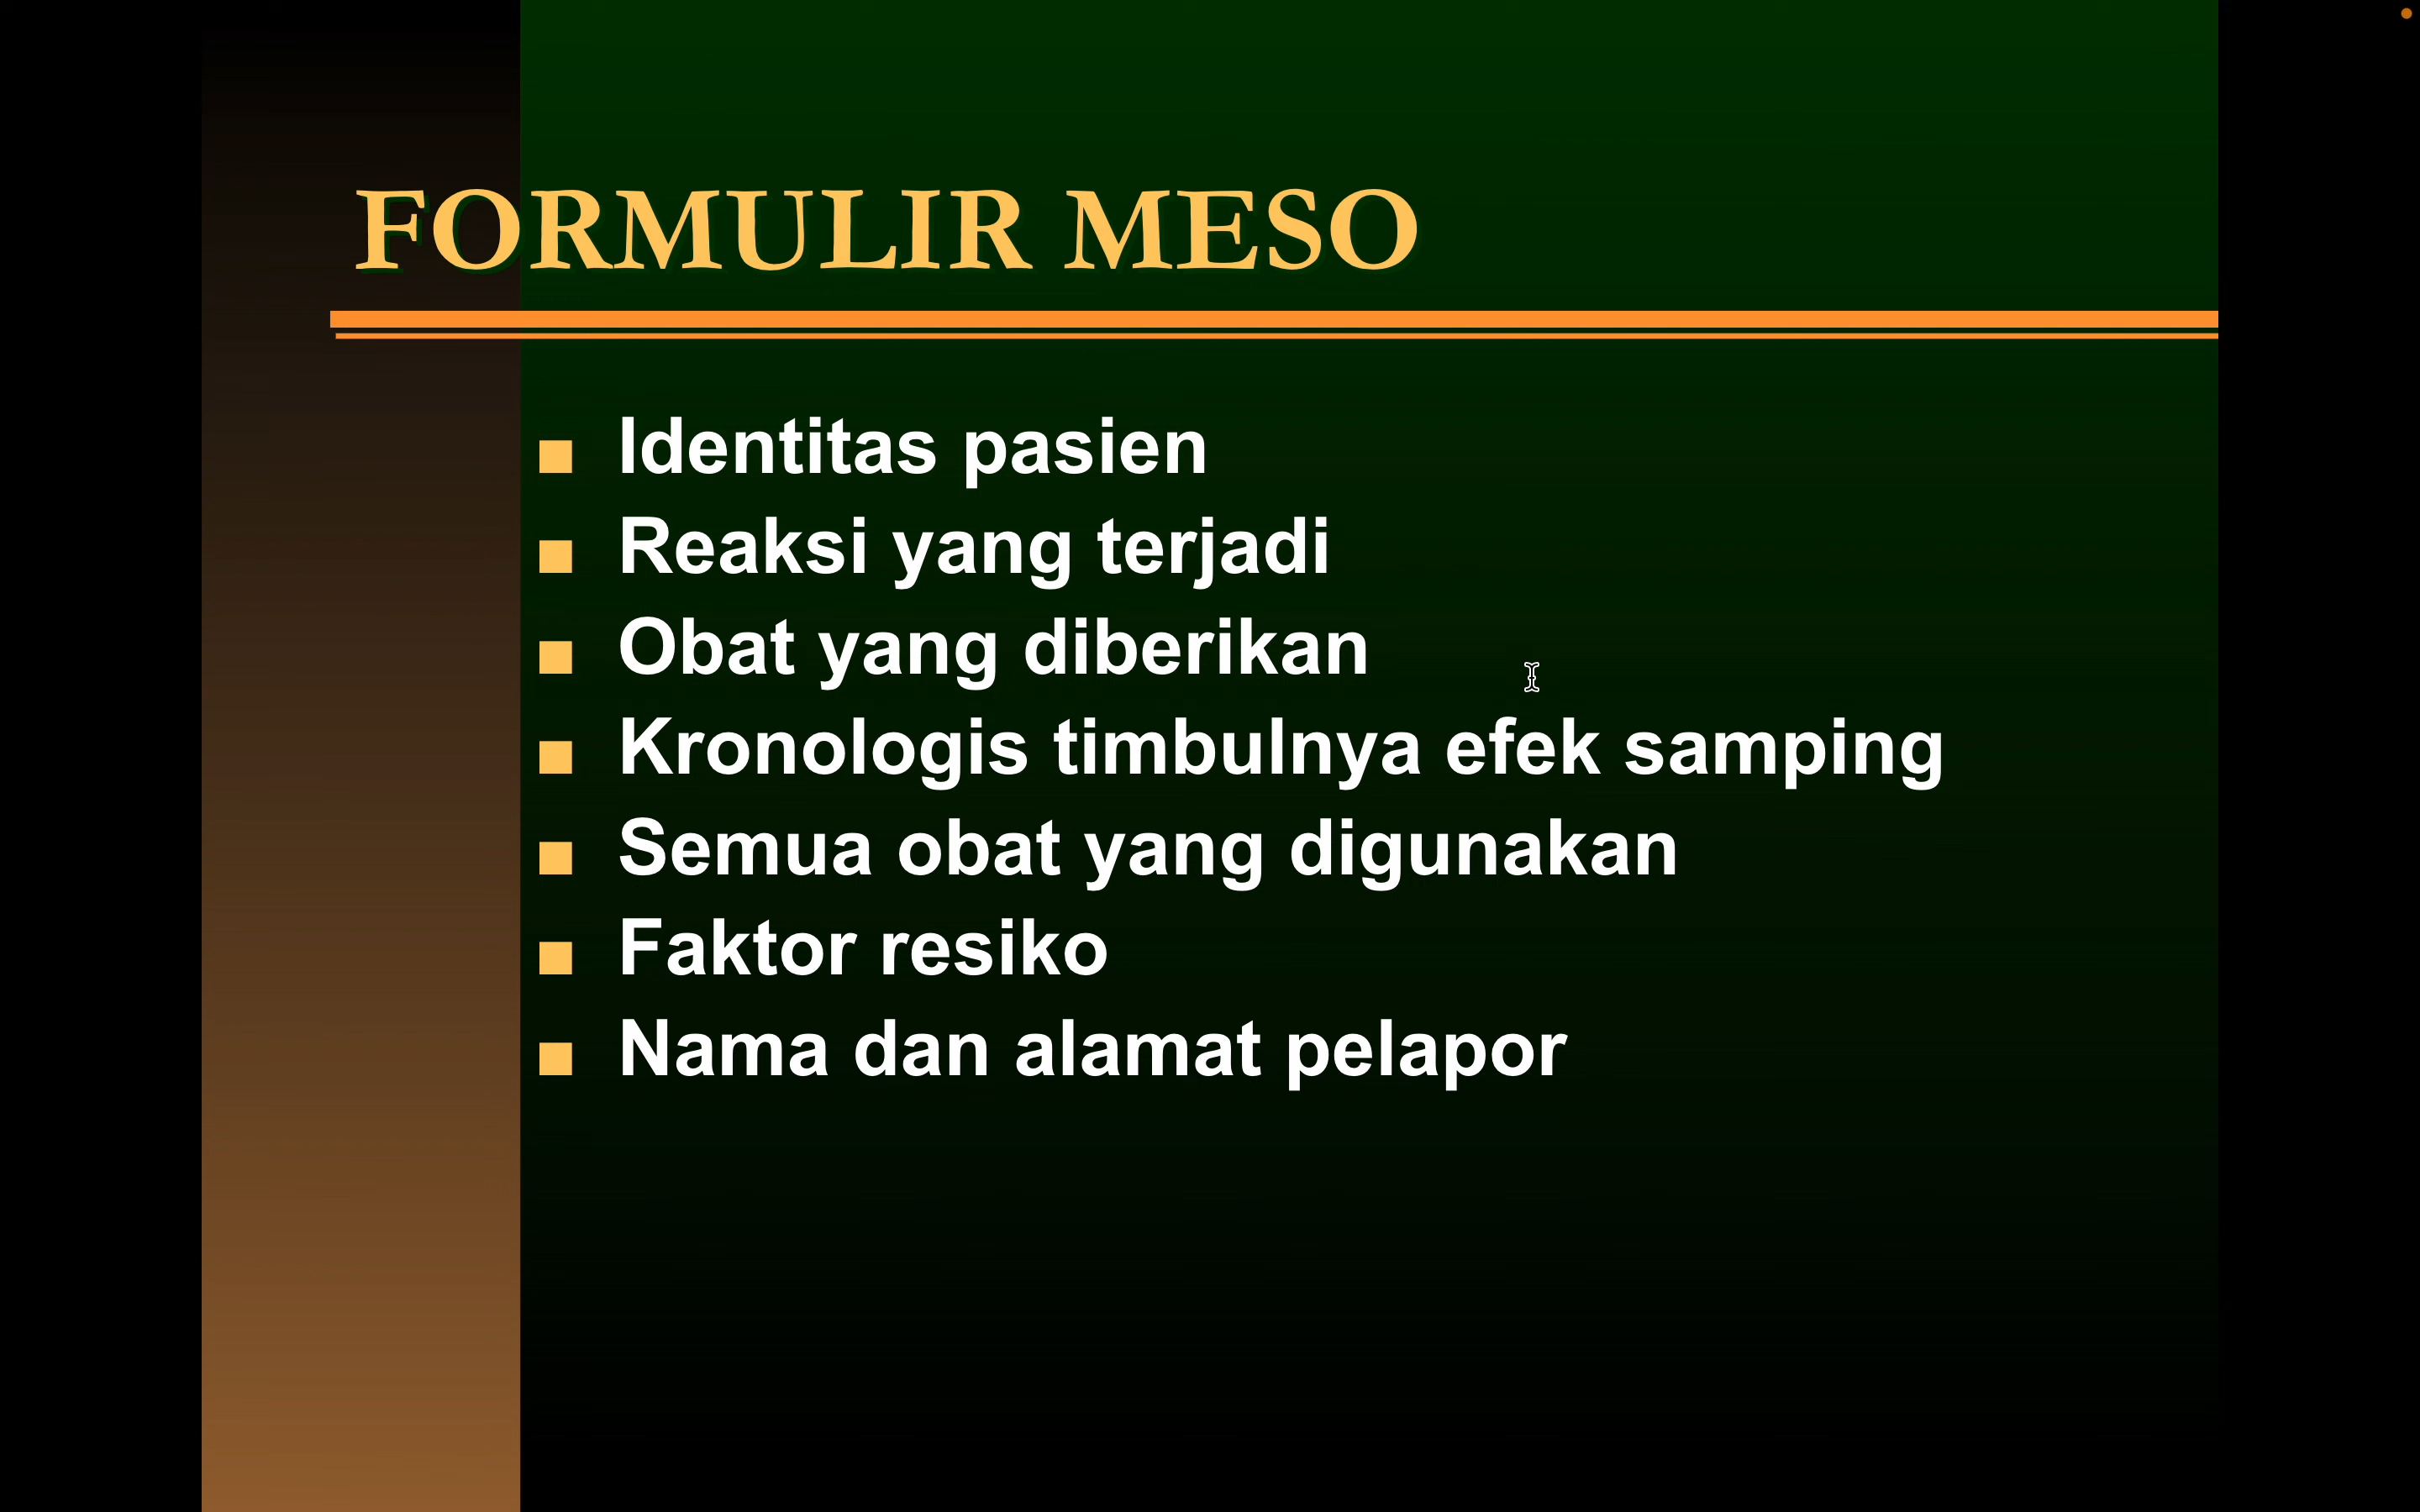 FORMULIR MESO
Identitas pasien
Reaksi yang terjadi
Obat yang diberikan
Kronologis timbulnya efek samping
Semua obat yang digunakan
Faktor resiko
Nama dan alamat pelapor